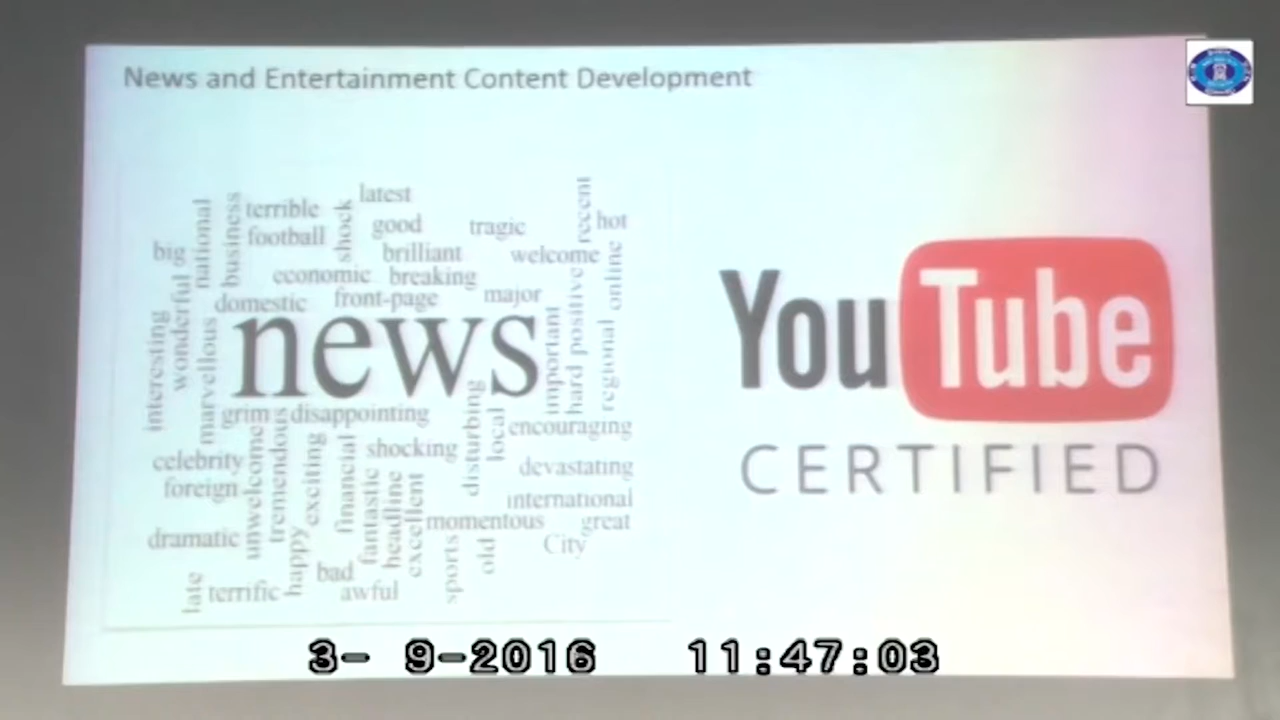 News and Entertainment Content Development
latest
recent
terrible
national
business
shock
good
tragic
hot
football
big
brilliant
welcome
online
economic breaking
wonderful
domestic
front-page
major
hard positive
interesting
marvellous
news
important
regional
grim
disappointing
disturbing
local
encouraging
unwelcome
tremendous
exciting
financial
shocking
celebrity
devastating
foreign
fantastic
headline
excellent
international
momentous
great
dramatic
happy
sports
old
City
bad
late
terrific
awful
YouTube
CERTIFIED
3- 9-2016 11:47:03